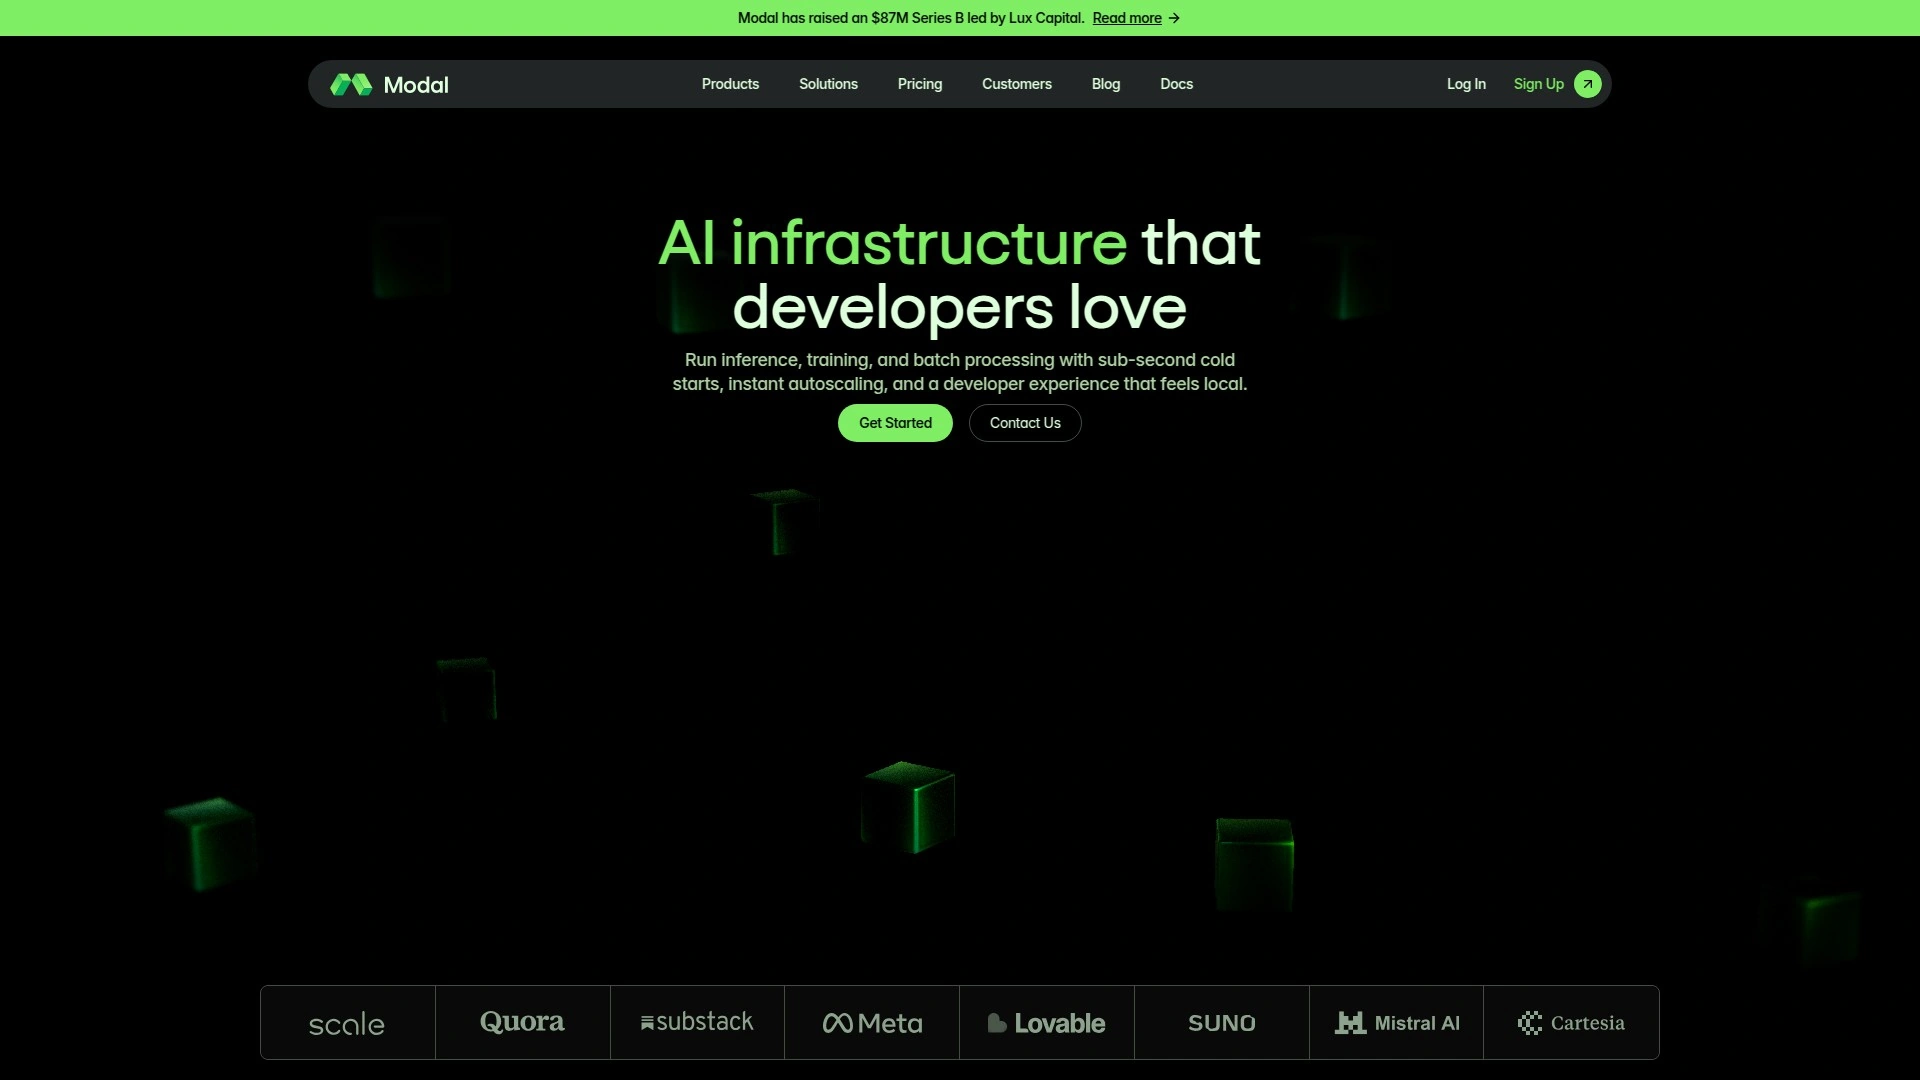 Modal has raised an $87M Series B led by Lux Capital. Read more →
Modal Products Solutions Pricing Customers Blog Docs Log In Sign Up
AI infrastructure that
developers love
Run inference, training, and batch processing with sub-second cold
starts, instant autoscaling, and a developer experience that feels local.
Get Started Contact Us
scale Quora substack Meta Lovable SUNO Mistral AI Cartesia